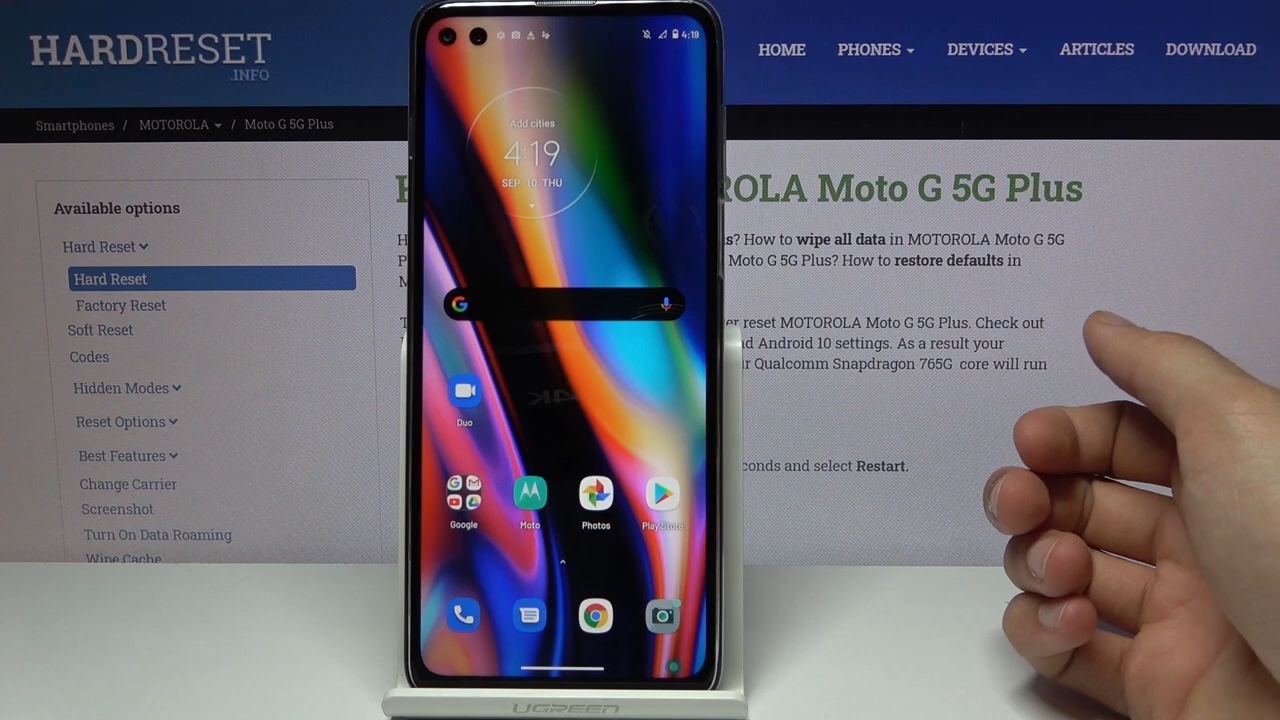 HARDRESET
.INFO
HOME
PHONES
DEVICES
ARTICLES
DOWNLOAD
Smartphones / MOTOROLA / Moto G 5G Plus
Available options
Hard Reset
Hard Reset
Factory Reset
Soft Reset
Codes
Hidden Modes
Reset Options
Best Features
Change Carrier
Screenshot
Turn On Data Roaming
Wipe Cache
4:19
Add cities
4:19
SEP 10 THU
Duo
Google
Moto
Photos
Play Store
UGREEN
Moto G 5G Plus
? How to wipe all data in MOTOROLA Moto G 5G
Moto G 5G Plus? How to restore defaults in
reset MOTOROLA Moto G 5G Plus. Check out
Android 10 settings. As a result your
Qualcomm Snapdragon 765G core will run
and select Restart.